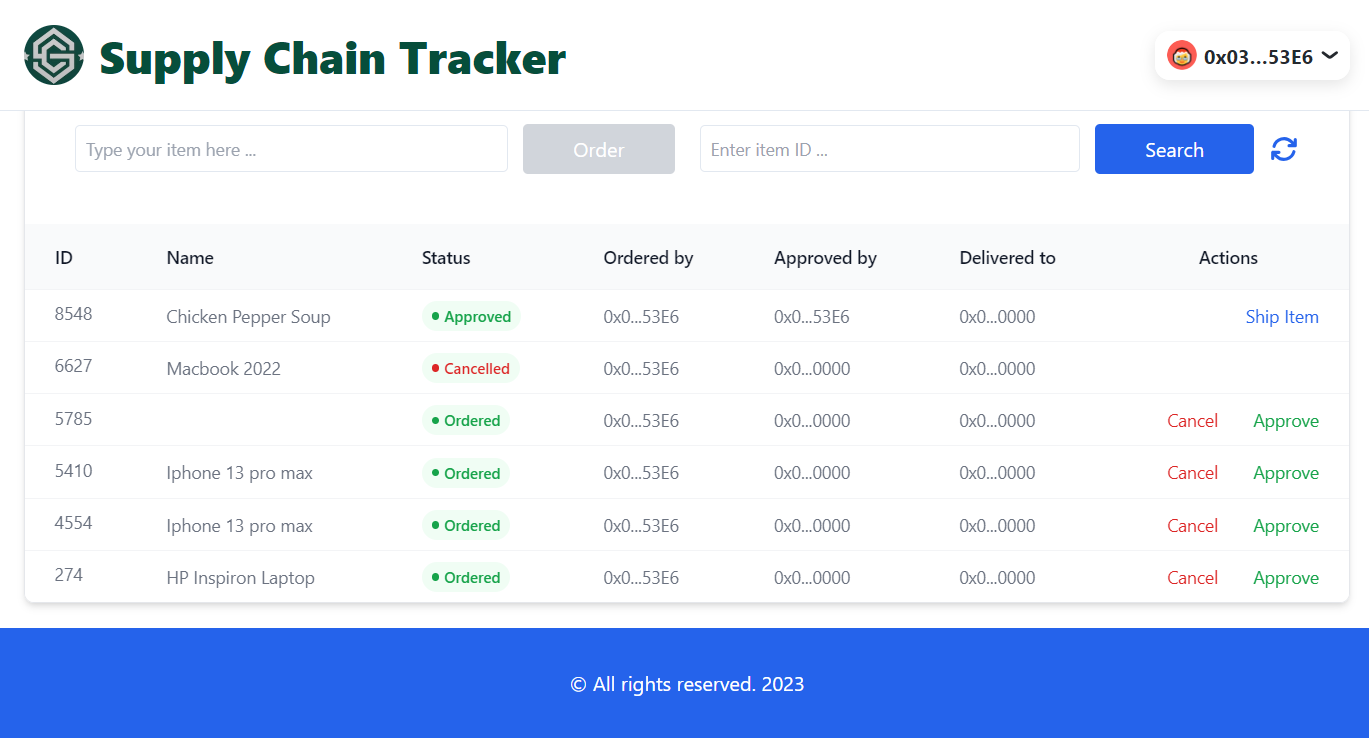 Supply Chain Tracker
0x03...53E6
Type your item here ... Order Enter item ID ... Search
ID Name Status Ordered by Approved by Delivered to Actions
8548 Chicken Pepper Soup Approved 0x0...53E6 0x0...53E6 0x0...0000 Ship Item
6627 Macbook 2022 Cancelled 0x0...53E6 0x0...0000 0x0...0000
5785 Ordered 0x0...53E6 0x0...0000 0x0...0000 Cancel Approve
5410 Iphone 13 pro max Ordered 0x0...53E6 0x0...0000 0x0...0000 Cancel Approve
4554 Iphone 13 pro max Ordered 0x0...53E6 0x0...0000 0x0...0000 Cancel Approve
274 HP Inspiron Laptop Ordered 0x0...53E6 0x0...0000 0x0...0000 Cancel Approve
© All rights reserved. 2023